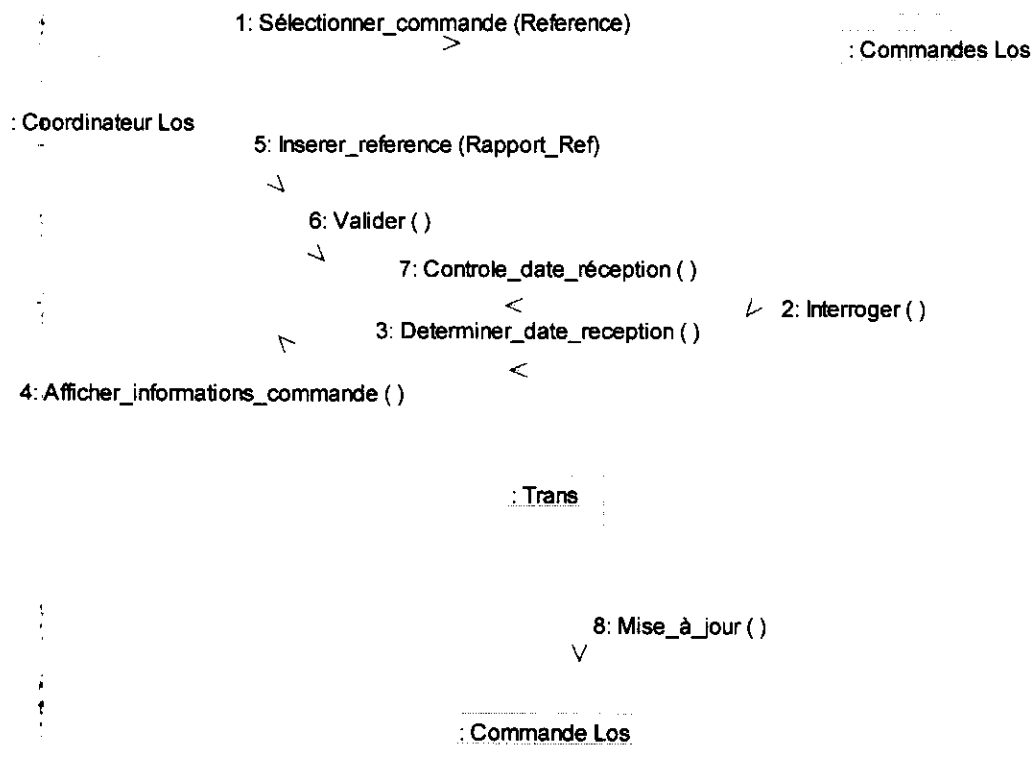 1: Sélectionner_commande (Reference)
: Commandes Los
: Coordinateur Los
5: Inserer_reference (Rapport_Ref)
6: Valider ( )
7: Controle_date_réception ( )
2: Interroger ( )
3: Determiner_date_reception ( )
4: Afficher_informations_commande ( )
: Trans
8: Mise_à_jour ( )
: Commande Los